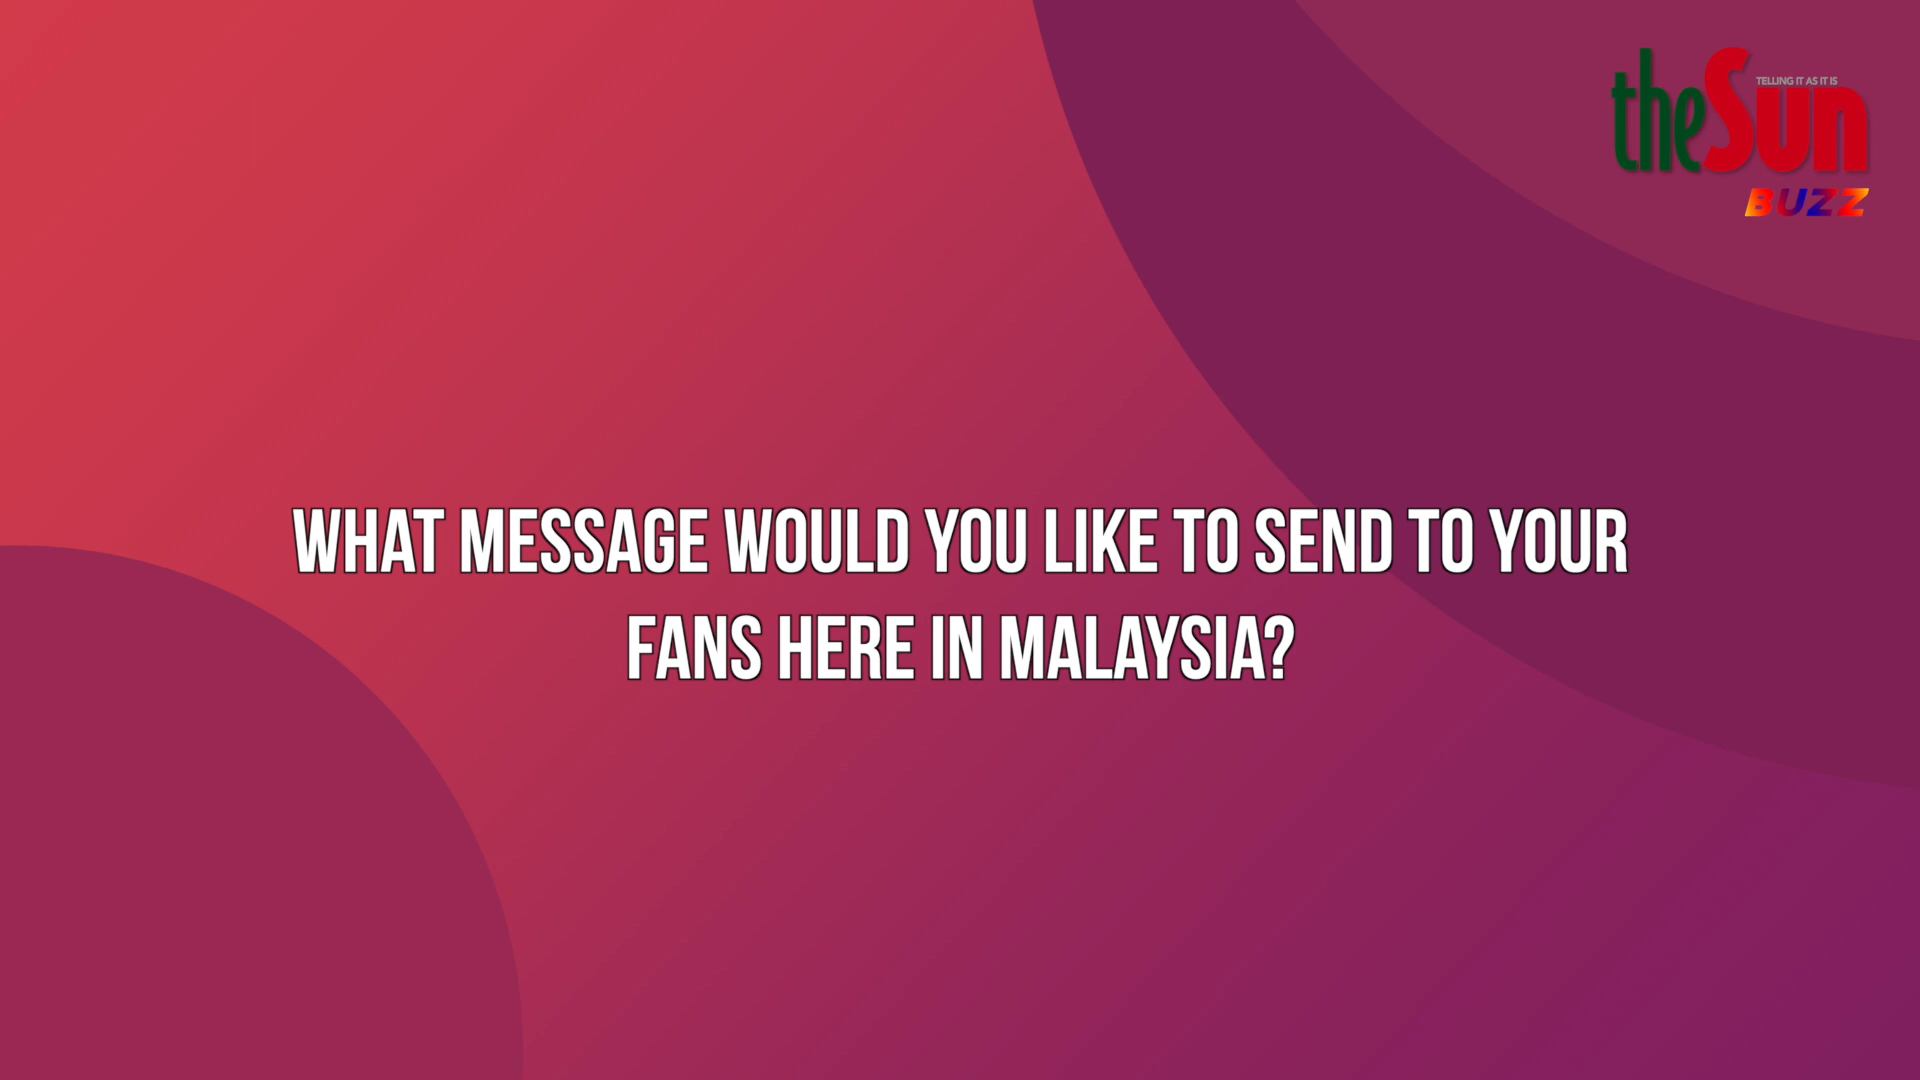 theSun
TELLING IT AS IT IS
BUZZ
WHAT MESSAGE WOULD YOU LIKE TO SEND TO YOUR
FANS HERE IN MALAYSIA?